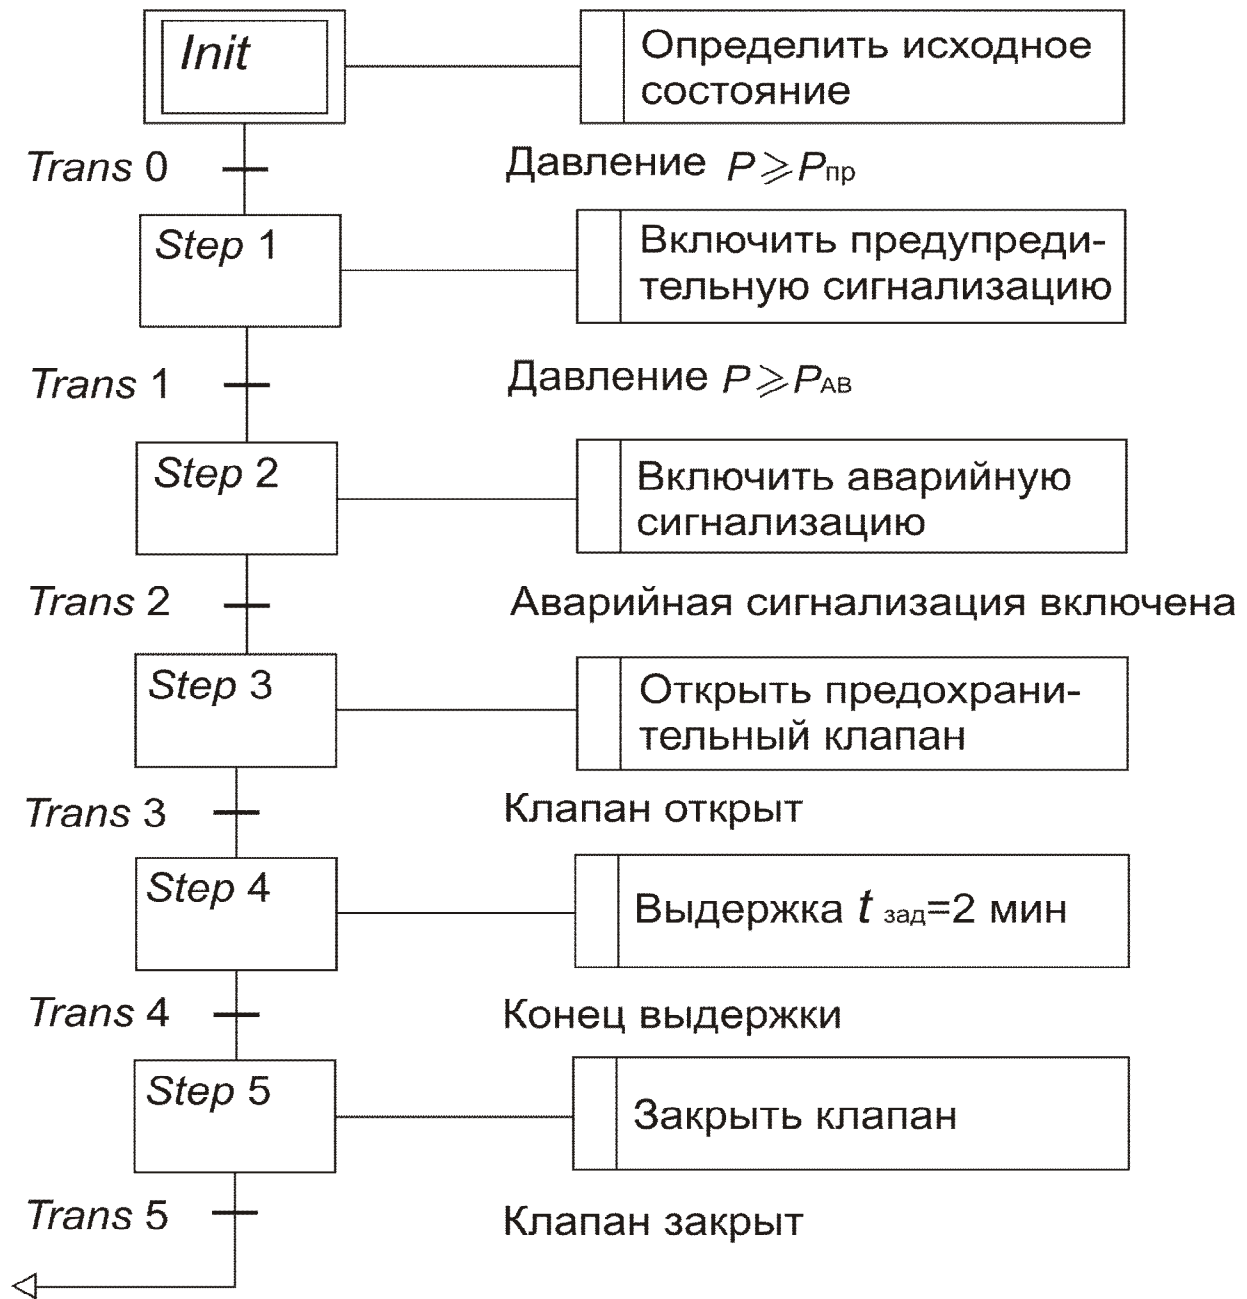 Init
Определить исходное
состояние
Trans 0
Давление P⩾Pпр
Step 1
Включить предупреди-
тельную сигнализацию
Trans 1
Давление P⩾PАВ
Step 2
Включить аварийную
сигнализацию
Trans 2
Аварийная сигнализация включена
Step 3
Открыть предохрани-
тельный клапан
Trans 3
Клапан открыт
Step 4
Выдержка t зад=2 мин
Trans 4
Конец выдержки
Step 5
Закрыть клапан
Trans 5
Клапан закрыт